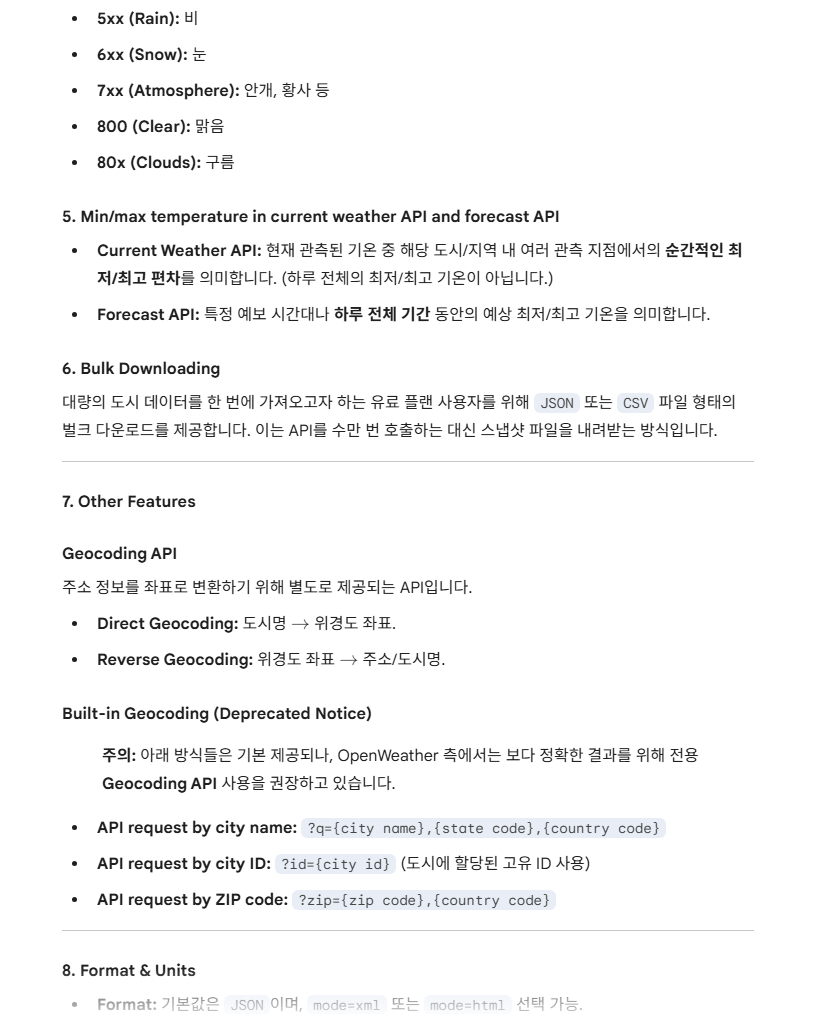 • 5xx (Rain): 비
• 6xx (Snow): 눈
• 7xx (Atmosphere): 안개, 황사 등
• 800 (Clear): 맑음
• 80x (Clouds): 구름
5. Min/max temperature in current weather API and forecast API
• Current Weather API: 현재 관측된 기온 중 해당 도시/지역 내 여러 관측 지점에서의 순간적인 최
저/최고 편차를 의미합니다. (하루 전체의 최저/최고 기온이 아닙니다.)
• Forecast API: 특정 예보 시간대나 하루 전체 기간 동안의 예상 최저/최고 기온을 의미합니다.
6. Bulk Downloading
대량의 도시 데이터를 한 번에 가져오고자 하는 유료 플랜 사용자를 위해 JSON 또는 CSV 파일 형태의
벌크 다운로드를 제공합니다. 이는 API를 수만 번 호출하는 대신 스냅샷 파일을 내려받는 방식입니다.
7. Other Features
Geocoding API
주소 정보를 좌표로 변환하기 위해 별도로 제공되는 API입니다.
• Direct Geocoding: 도시명 → 위경도 좌표.
• Reverse Geocoding: 위경도 좌표 → 주소/도시명.
Built-in Geocoding (Deprecated Notice)
주의: 아래 방식들은 기본 제공되나, OpenWeather 측에서는 보다 정확한 결과를 위해 전용
Geocoding API 사용을 권장하고 있습니다.
• API request by city name: ?q={city name},{state code},{country code}
• API request by city ID: ?id={city id} (도시에 할당된 고유 ID 사용)
• API request by ZIP code: ?zip={zip code},{country code}
8. Format & Units
• Format: 기본값은 JSON 이며, mode=xml 또는 mode=html 선택 가능.